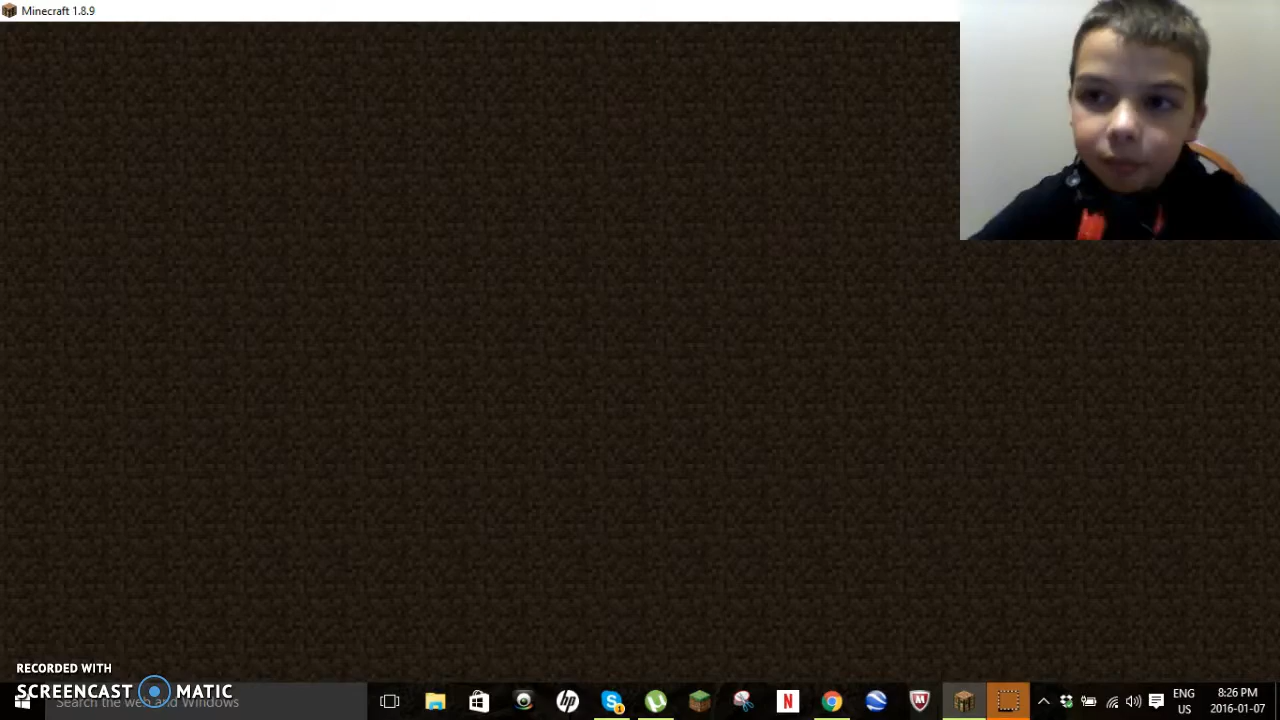 Minecraft 1.8.9
RECORDED WITH
SCREENCAST MATIC
Search the web and Windows
ENG
US
8:26 PM
2016-01-07